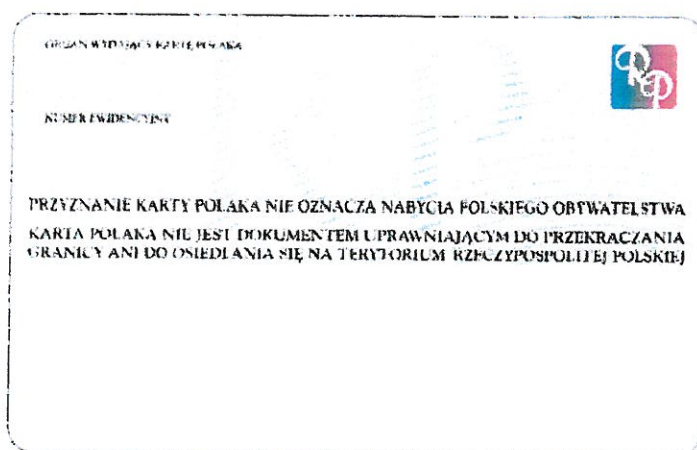 ORGAN WYDAJĄCY KARTĘ POLAKA
RP
NUMER EWIDENCYJNY
PRZYZNANIE KARTY POLAKA NIE OZNACZA NABYCIA POLSKIEGO OBYWATELSTWA
KARTA POLAKA NIE JEST DOKUMENTEM UPRAWNIAJĄCYM DO PRZEKRACZANIA
GRANICY ANI DO OSIEDLANIA SIĘ NA TERYTORIUM RZECZYPOSPOLITEJ POLSKIEJ